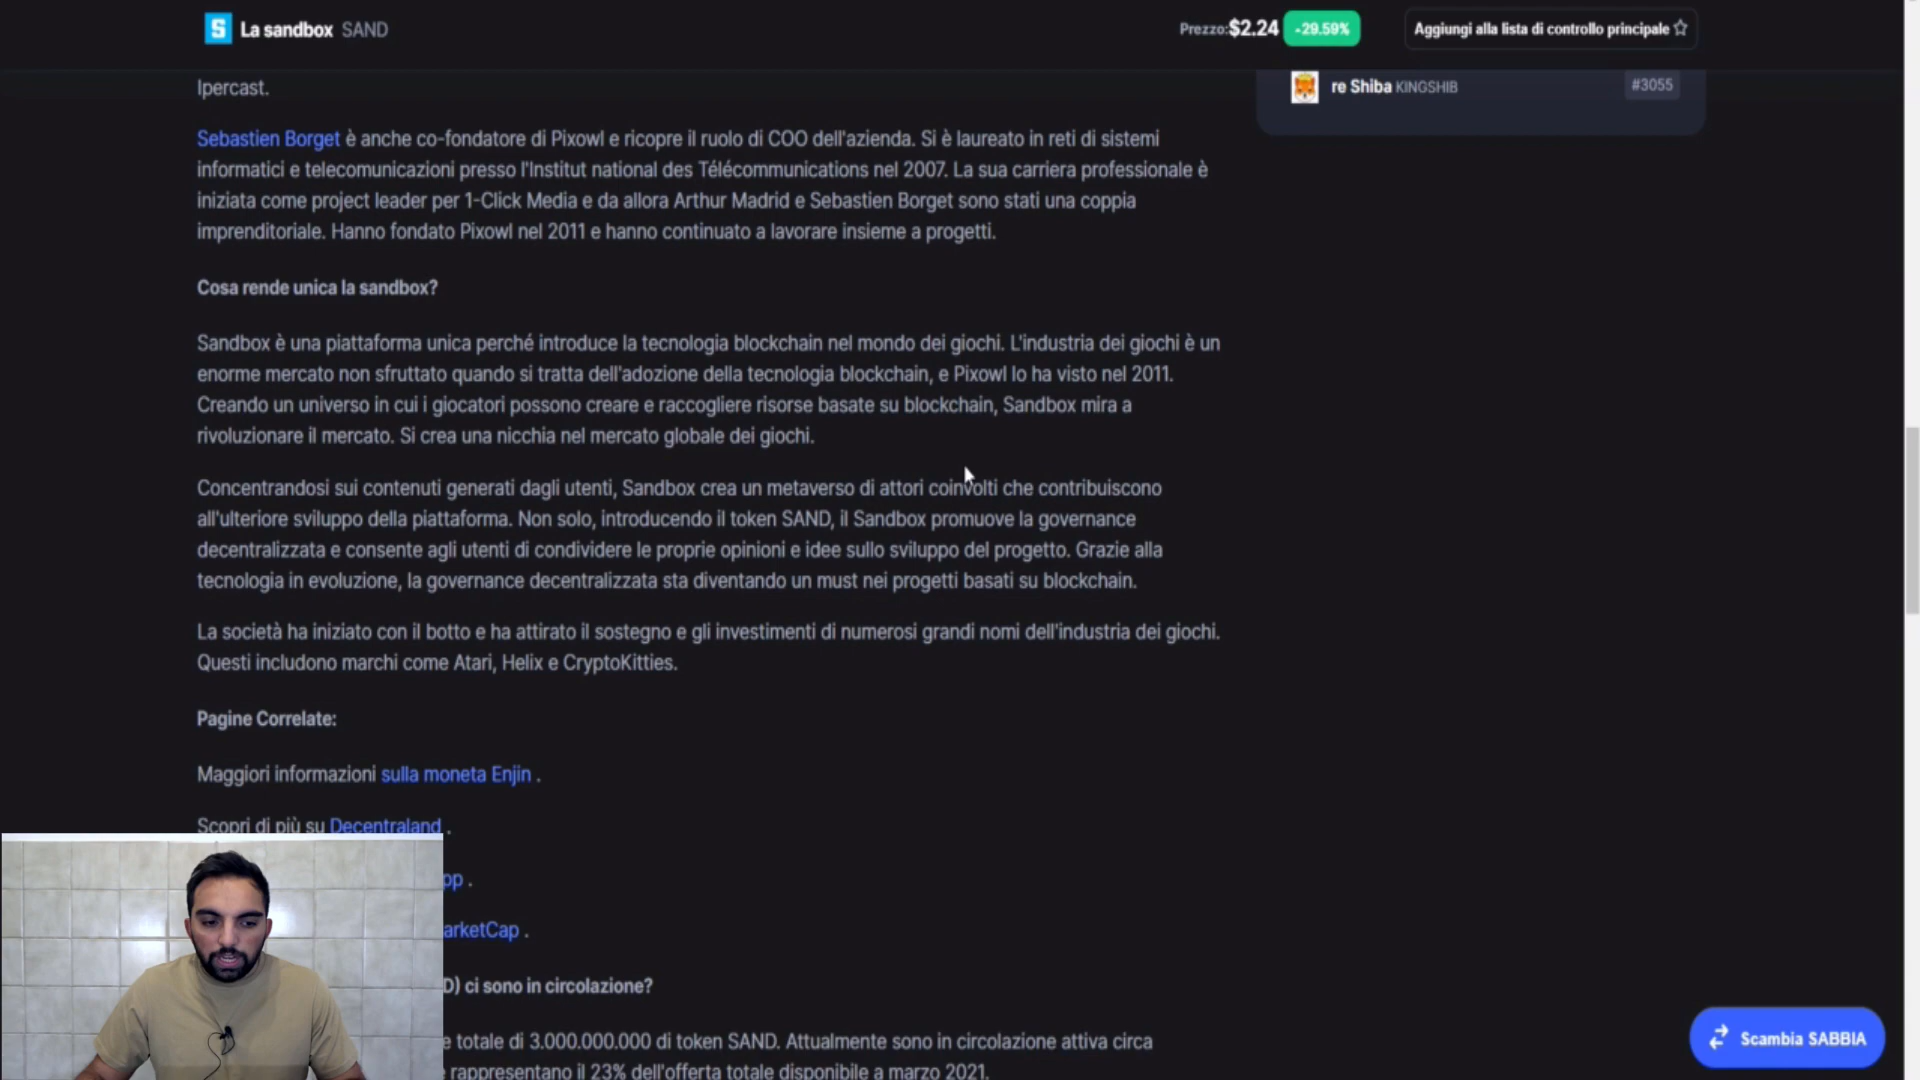 La sandbox SAND
Prezzo:$2.24 -29.59%
Aggiungi alla lista di controllo principale
Ipercast.
re Shiba KINGSHIB #3055
Sebastien Borget è anche co-fondatore di Pixowl e ricopre il ruolo di COO dell'azienda. Si è laureato in reti di sistemi
informatici e telecomunicazioni presso l'Institut national des Télécommunications nel 2007. La sua carriera professionale è
iniziata come project leader per 1-Click Media e da allora Arthur Madrid e Sebastien Borget sono stati una coppia
imprenditoriale. Hanno fondato Pixowl nel 2011 e hanno continuato a lavorare insieme a progetti.
Cosa rende unica la sandbox?
Sandbox è una piattaforma unica perché introduce la tecnologia blockchain nel mondo dei giochi. L'industria dei giochi è un
enorme mercato non sfruttato quando si tratta dell'adozione della tecnologia blockchain, e Pixowl lo ha visto nel 2011.
Creando un universo in cui i giocatori possono creare e raccogliere risorse basate su blockchain, Sandbox mira a
rivoluzionare il mercato. Si crea una nicchia nel mercato globale dei giochi.
Concentrandosi sui contenuti generati dagli utenti, Sandbox crea un metaverso di attori coinvolti che contribuiscono
all'ulteriore sviluppo della piattaforma. Non solo, introducendo il token SAND, il Sandbox promuove la governance
decentralizzata e consente agli utenti di condividere le proprie opinioni e idee sullo sviluppo del progetto. Grazie alla
tecnologia in evoluzione, la governance decentralizzata sta diventando un must nei progetti basati su blockchain.
La società ha iniziato con il botto e ha attirato il sostegno e gli investimenti di numerosi grandi nomi dell'industria dei giochi.
Questi includono marchi come Atari, Helix e CryptoKitties.
Pagine Correlate:
Maggiori informazioni sulla moneta Enjin .
Scopri di più su Decentraland .
pp .
arketCap .
D) ci sono in circolazione?
e totale di 3.000.000.000 di token SAND. Attualmente sono in circolazione attiva circa
e rappresentano il 23% dell'offerta totale disponibile a marzo 2021.
Scambia SABBIA